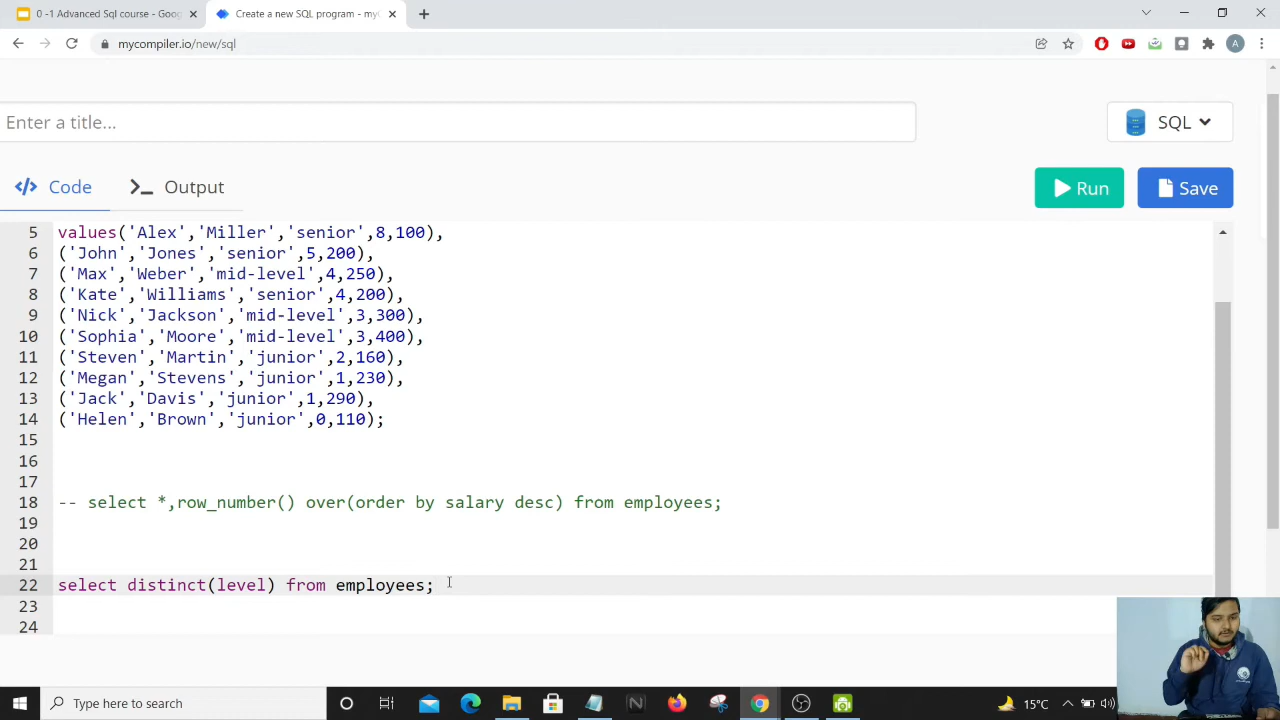 0 -1 Advanced Sql course - Goog
Create a new SQL program - myC
mycompiler.io/new/sql
A
Enter a title...
SQL
Code
Output
Run
Save
5 values('Alex','Miller','senior',8,100),
6 ('John','Jones','senior',5,200),
7 ('Max','Weber','mid-level',4,250),
8 ('Kate','Williams','senior',4,200),
9 ('Nick','Jackson','mid-level',3,300),
10 ('Sophia','Moore','mid-level',3,400),
11 ('Steven','Martin','junior',2,160),
12 ('Megan','Stevens','junior',1,230),
13 ('Jack','Davis','junior',1,290),
14 ('Helen','Brown','junior',0,110);
15
16
17
18 -- select *,row_number() over(order by salary desc) from employees;
19
20
21
22 select distinct(level) from employees;
23
24
Type here to search
N
15°C